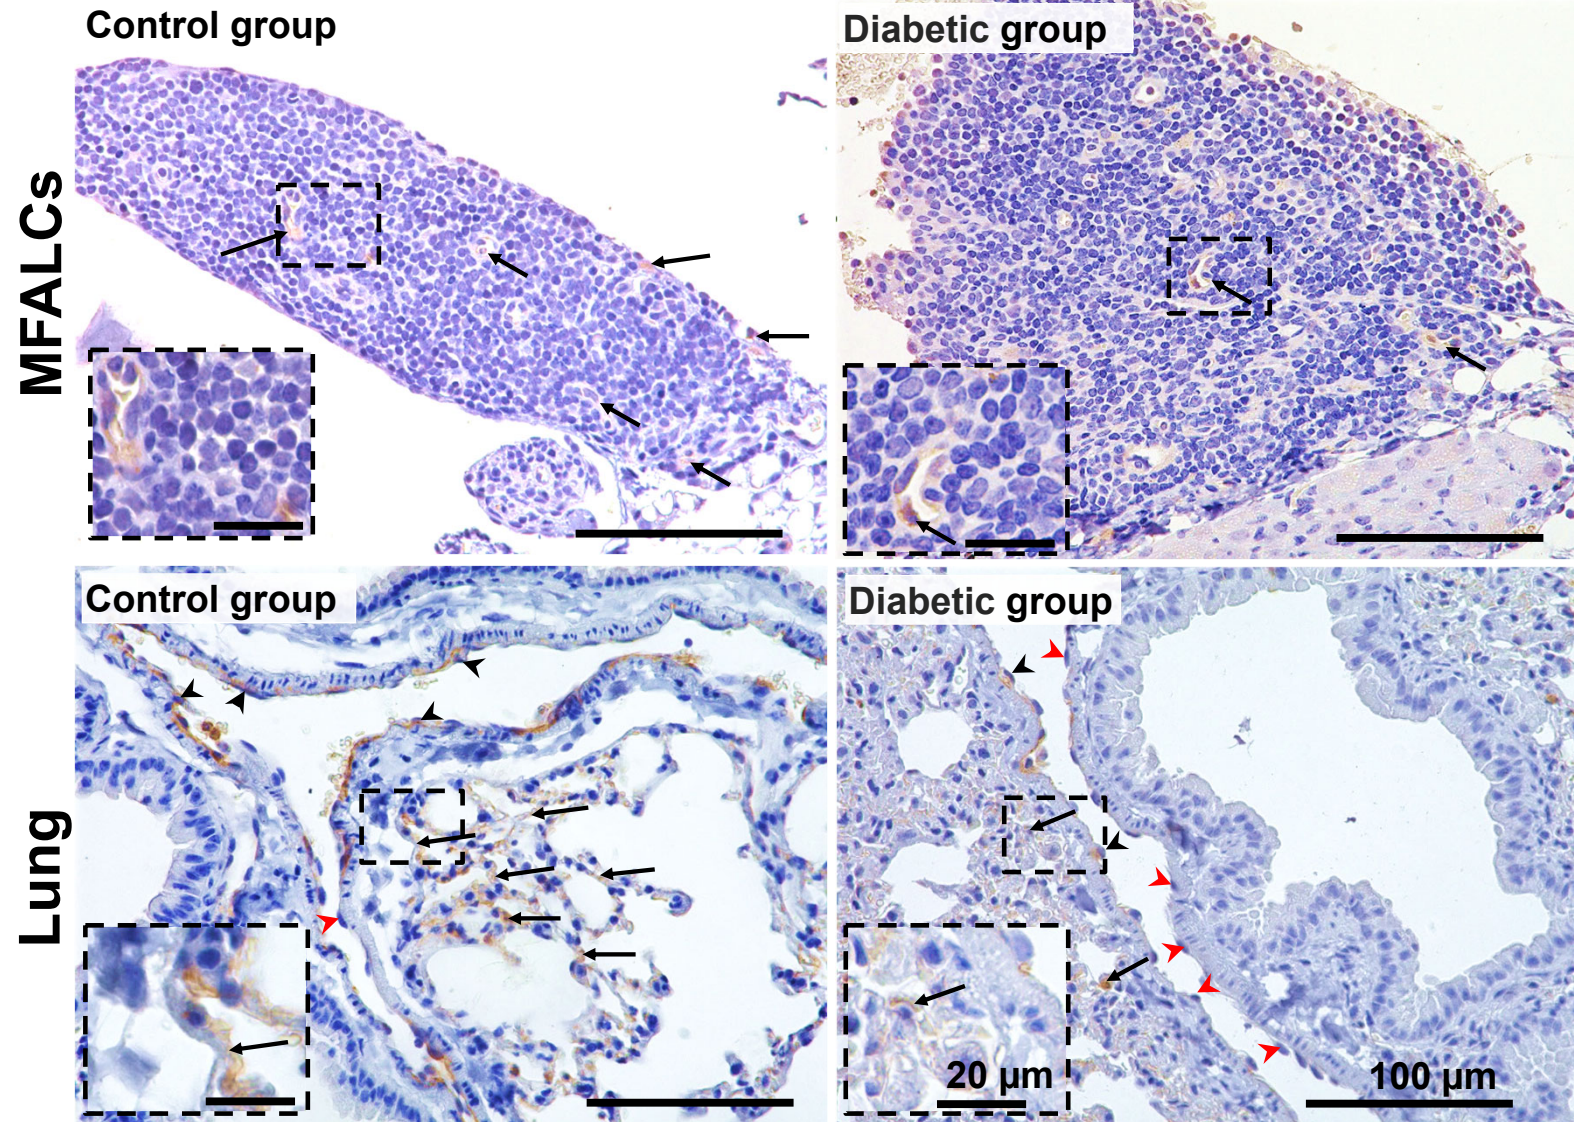 Control group
Diabetic group
MFALCs
Control group
Diabetic group
Lung
20 µm
100 µm